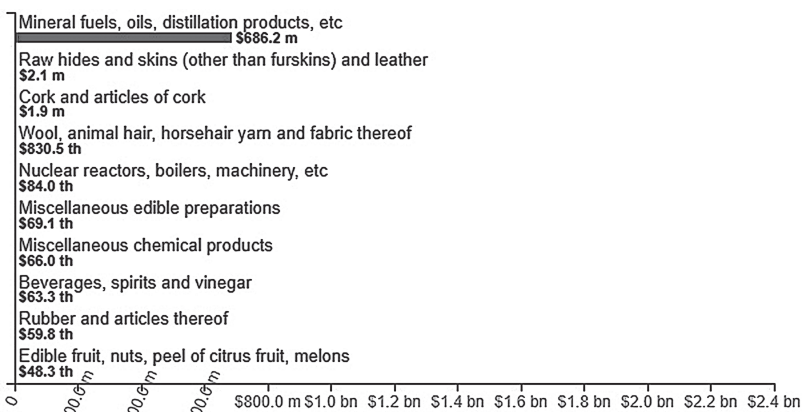 Mineral fuels, oils, distillation products, etc
$686.2 m
Raw hides and skins (other than furskins) and leather
$2.1 m
Cork and articles of cork
$1.9 m
Wool, animal hair, horsehair yarn and fabric thereof
$830.5 th
Nuclear reactors, boilers, machinery, etc
$84.0 th
Miscellaneous edible preparations
$69.1 th
Miscellaneous chemical products
$66.0 th
Beverages, spirits and vinegar
$63.3 th
Rubber and articles thereof
$59.8 th
Edible fruit, nuts, peel of citrus fruit, melons
$48.3 th
0 $800.0 m $1.0 bn $1.2 bn $1.4 bn $1.6 bn $1.8 bn $2.0 bn $2.2 bn $2.4 bn